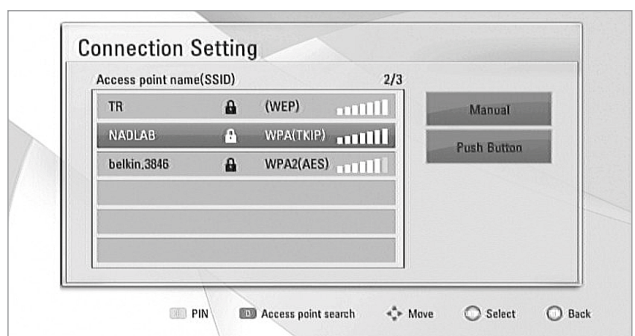 Connection Setting
Access point name(SSID) 2/3
TR (WEP)
NADLAB WPA(TKIP)
belkin.3846 WPA2(AES)
Manual
Push Button
PIN D Access point search Move Select Back